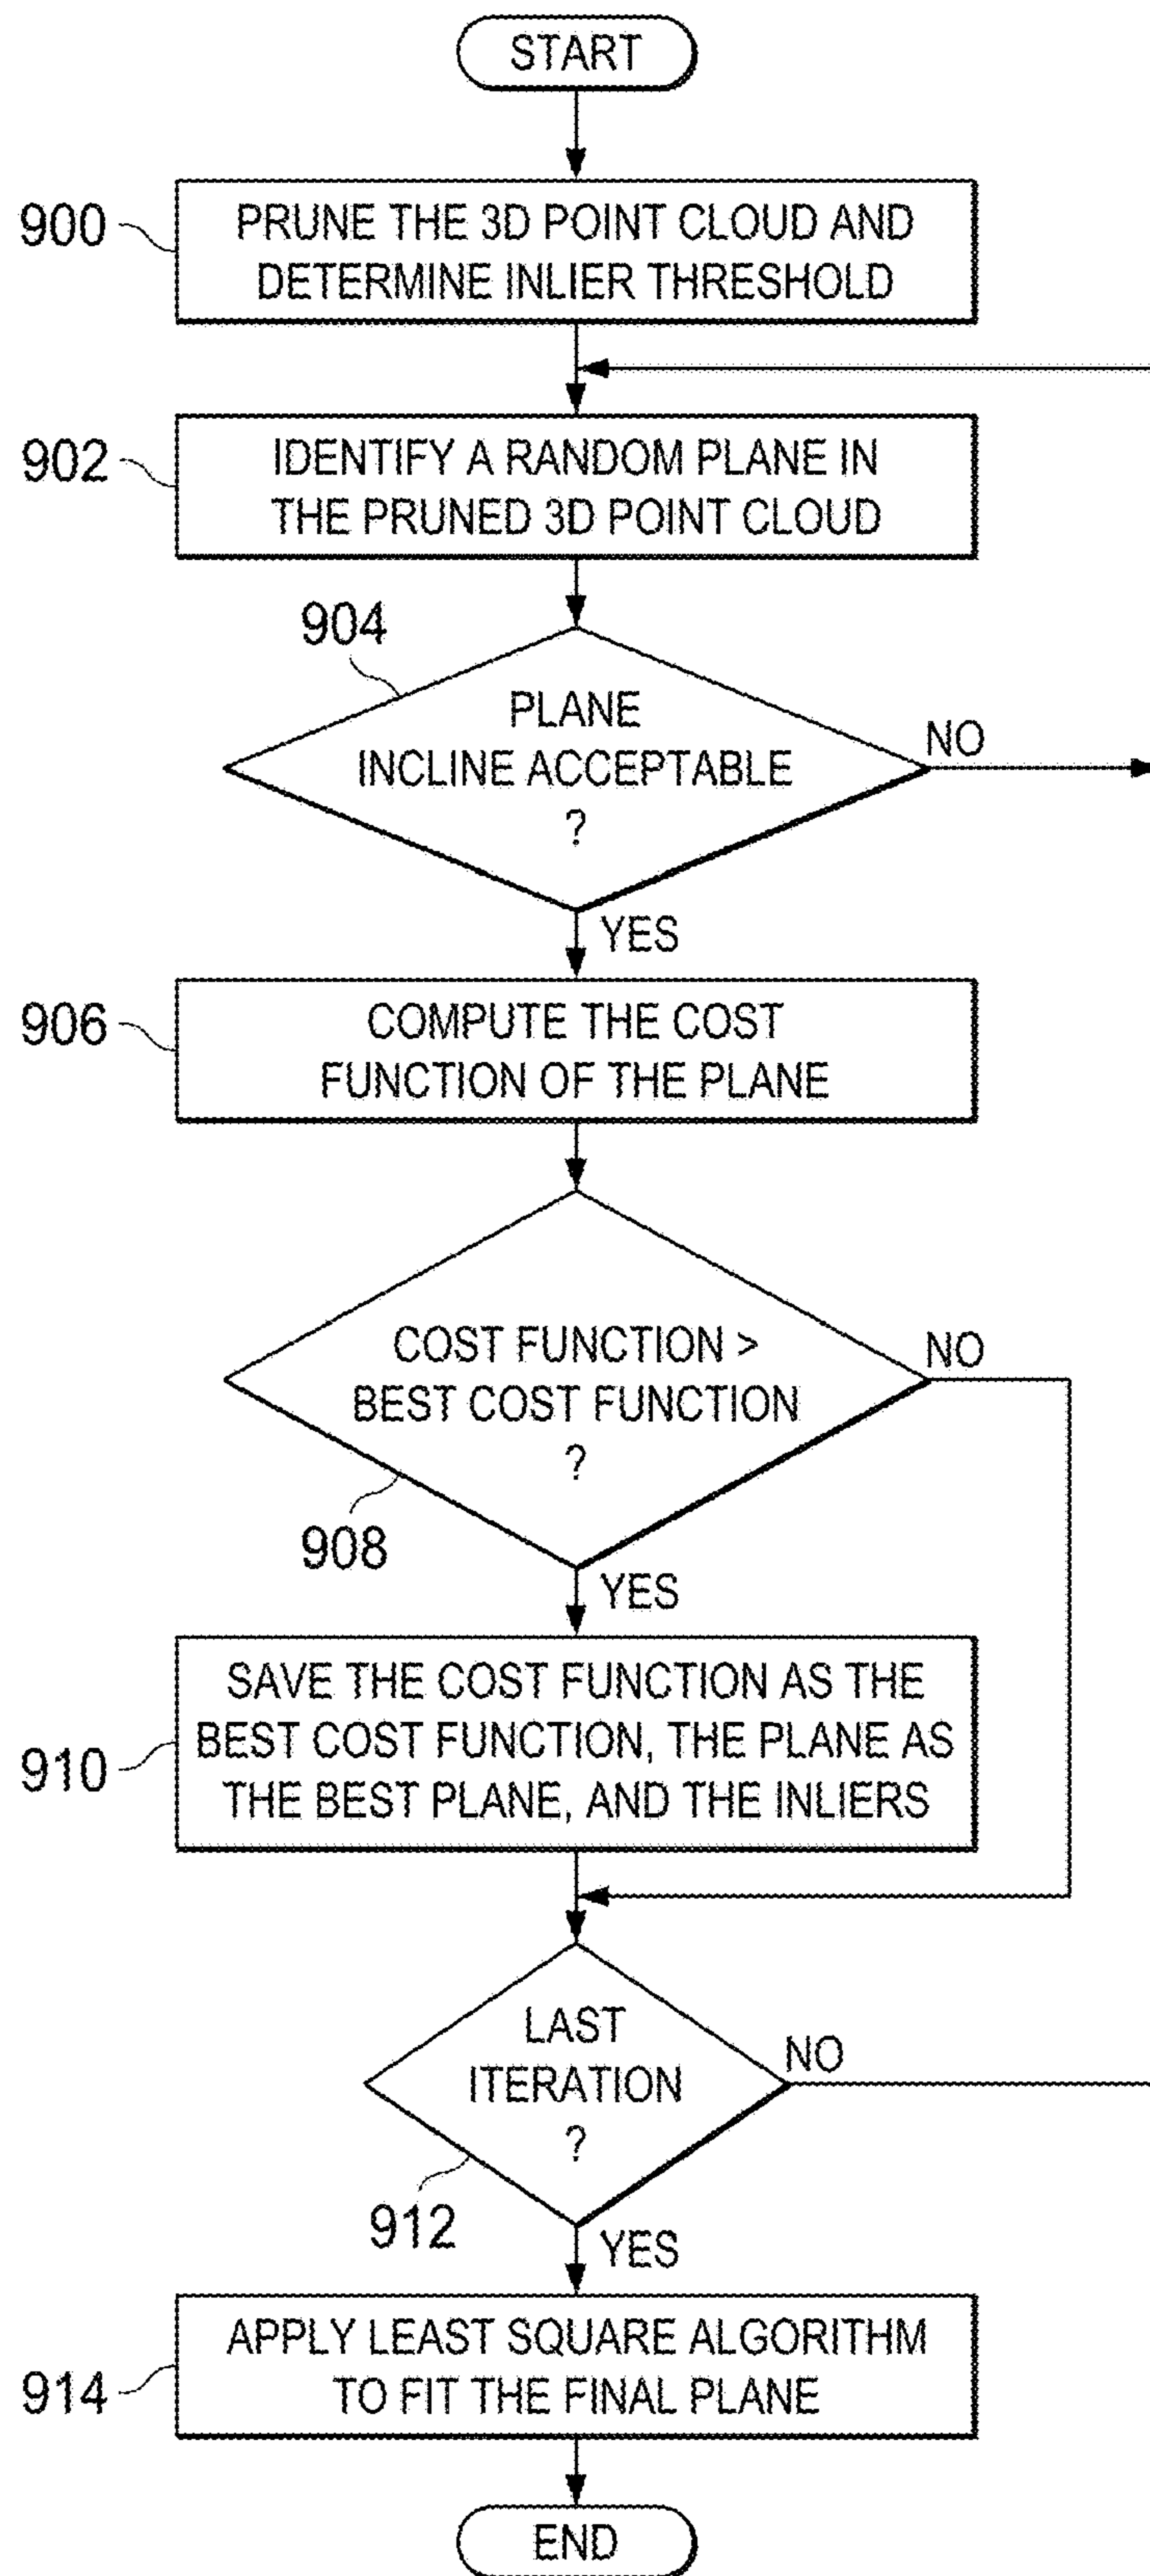 START
900
PRUNE THE 3D POINT CLOUD AND
DETERMINE INLIER THRESHOLD
902
IDENTIFY A RANDOM PLANE IN
THE PRUNED 3D POINT CLOUD
904
PLANE
INCLINE ACCEPTABLE
?
NO
YES
906
COMPUTE THE COST
FUNCTION OF THE PLANE
COST FUNCTION >
BEST COST FUNCTION
?
NO
908
YES
910
SAVE THE COST FUNCTION AS THE
BEST COST FUNCTION, THE PLANE AS
THE BEST PLANE, AND THE INLIERS
LAST
ITERATION
?
NO
912
YES
914
APPLY LEAST SQUARE ALGORITHM
TO FIT THE FINAL PLANE
END